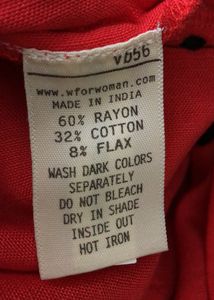 Vb56
www.wforwoman.com
MADE IN INDIA
60% RAYON
32% COTTON
8% FLAX
WASH DARK COLORS
SEPARATELY
DO NOT BLEACH
DRY IN SHADE
INSIDE OUT
HOT IRON